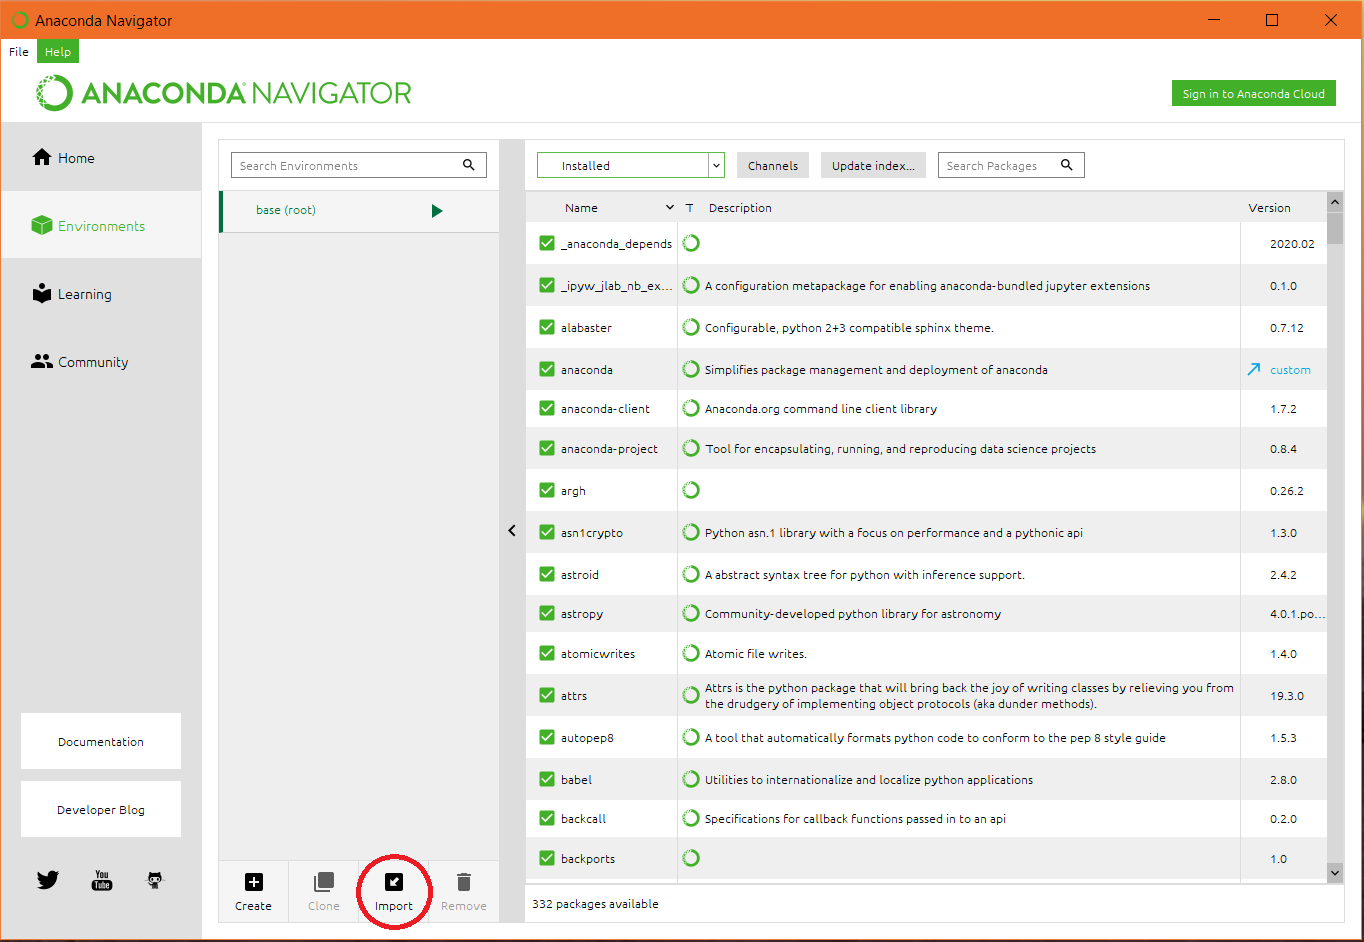 Anaconda Navigator
File Help
ANACONDA NAVIGATOR
Sign in to Anaconda Cloud
Home
Environments
Learning
Community
Documentation
Developer Blog
Search Environments
base (root)
Create Clone Import Remove
Installed Channels Update index... Search Packages
Name T Description Version
_anaconda_depends 2020.02
_ipyw_jlab_nb_ex... A configuration metapackage for enabling anaconda-bundled jupyter extensions 0.1.0
alabaster Configurable, python 2+3 compatible sphinx theme. 0.7.12
anaconda Simplifies package management and deployment of anaconda custom
anaconda-client Anaconda.org command line client library 1.7.2
anaconda-project Tool for encapsulating, running, and reproducing data science projects 0.8.4
argh 0.26.2
asn1crypto Python asn.1 library with a focus on performance and a pythonic api 1.3.0
astroid A abstract syntax tree for python with inference support. 2.4.2
astropy Community-developed python library for astronomy 4.0.1.po...
atomicwrites Atomic file writes. 1.4.0
attrs Attrs is the python package that will bring back the joy of writing classes by relieving you from
the drudgery of implementing object protocols (aka dunder methods). 19.3.0
autopep8 A tool that automatically formats python code to conform to the pep 8 style guide 1.5.3
babel Utilities to internationalize and localize python applications 2.8.0
backcall Specifications for callback functions passed in to an api 0.2.0
backports 1.0
332 packages available
You
Tube